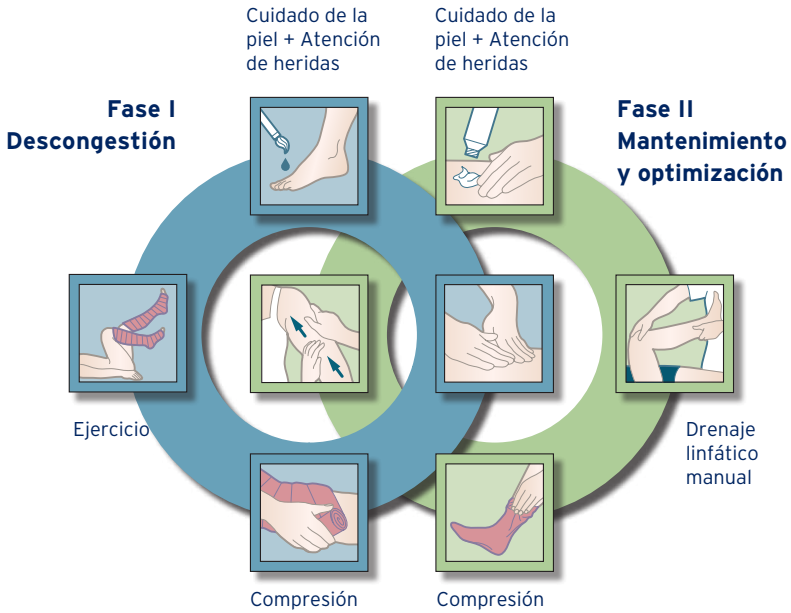 Cuidado de la
piel + Atención
de heridas
Cuidado de la
piel + Atención
de heridas
Fase I
Descongestión
Fase II
Mantenimiento
y optimización
Ejercicio
Drenaje
linfático
manual
Compresión
Compresión